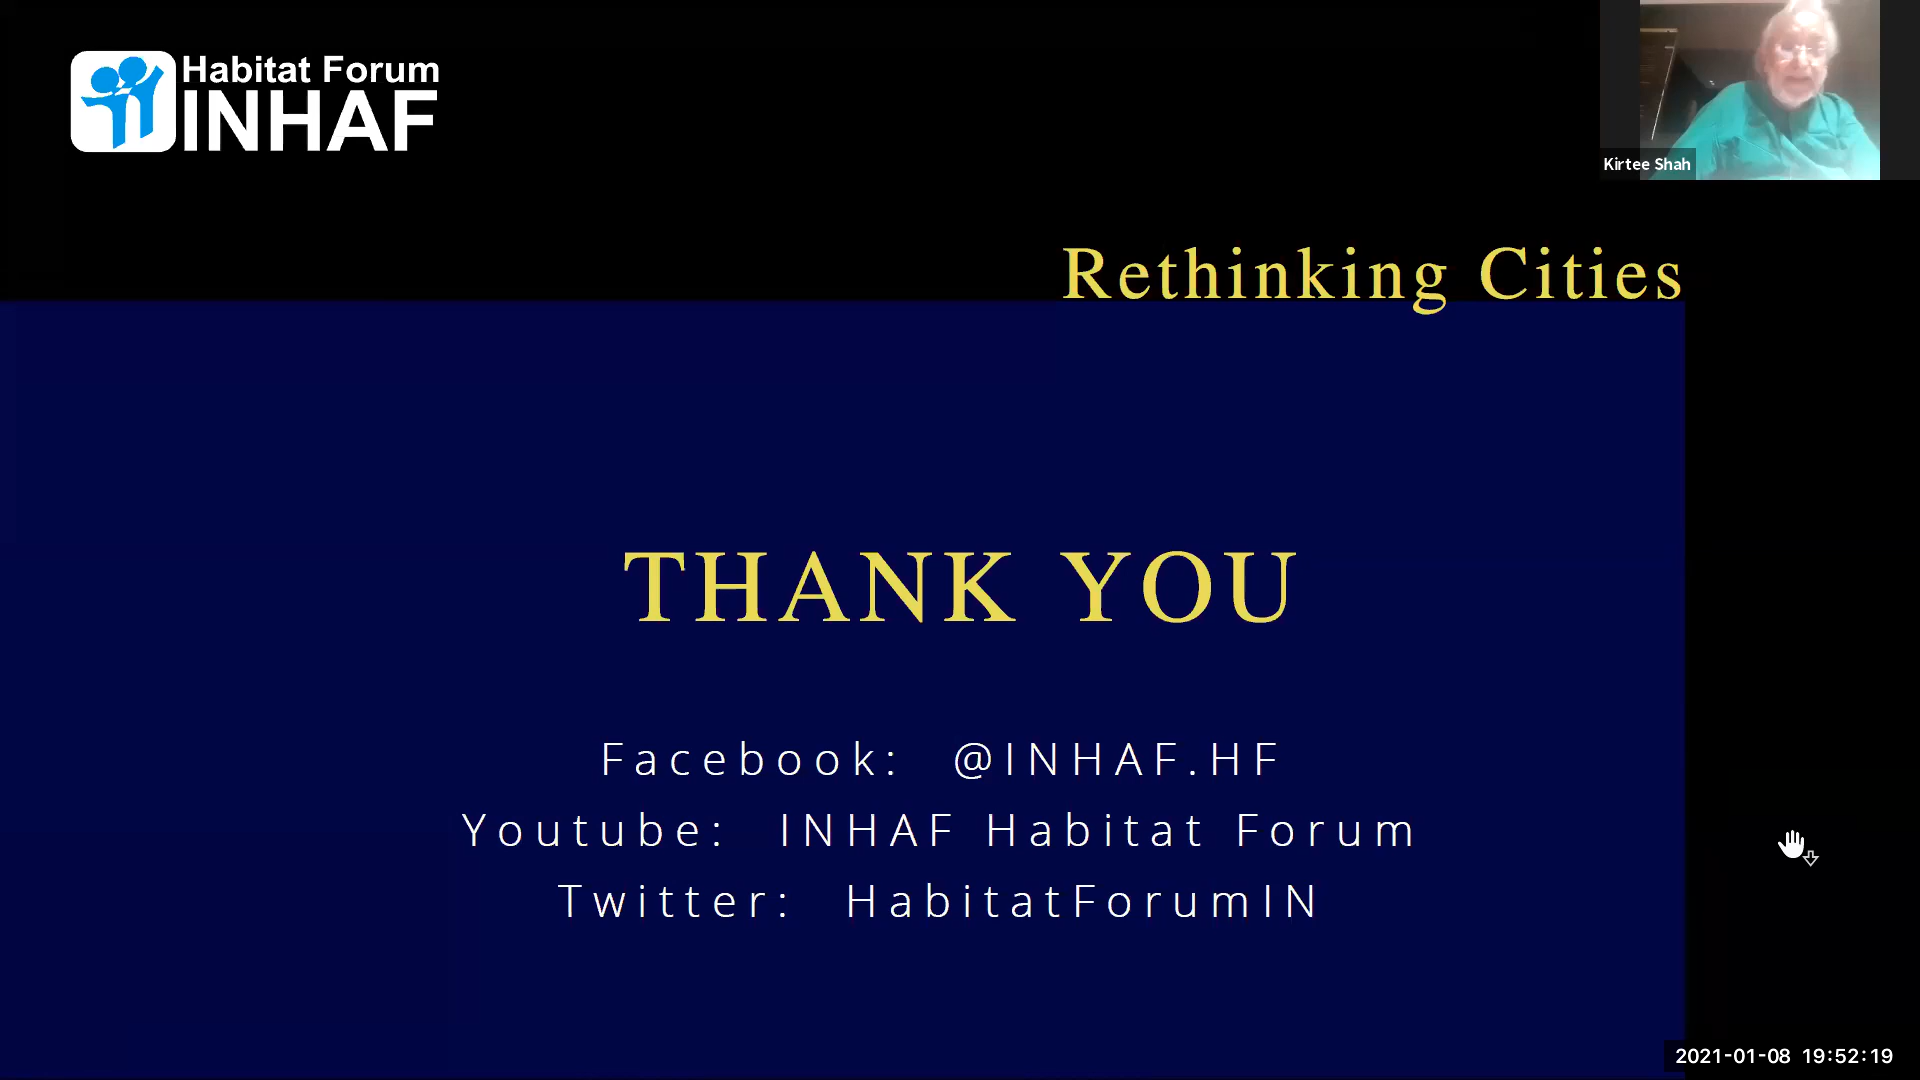 Habitat Forum
INHAF
Kirtee Shah
Rethinking Cities
THANK YOU
Facebook: @INHAF.HF
Youtube: INHAF Habitat Forum
Twitter: HabitatForumIN
2021-01-08 19:52:19